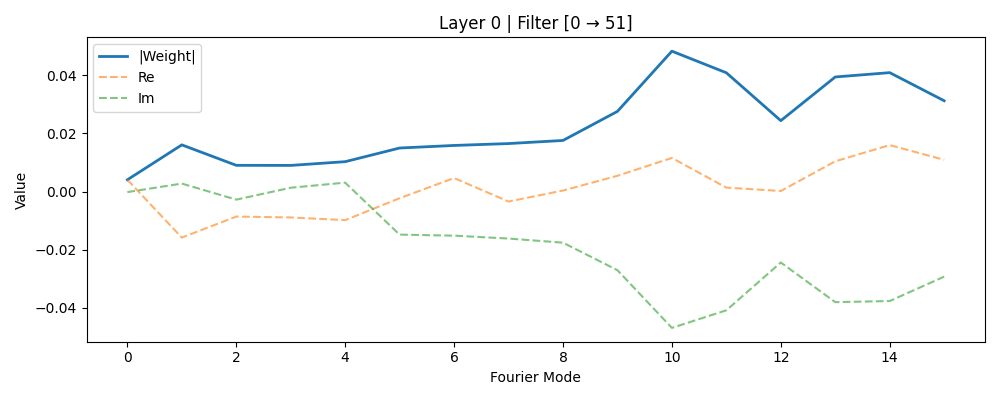 Layer 0 | Filter [0 → 51]
|Weight|
Re
Im
0.04
0.02
0.00
−0.02
−0.04
Value
0 2 4 6 8 10 12 14
Fourier Mode